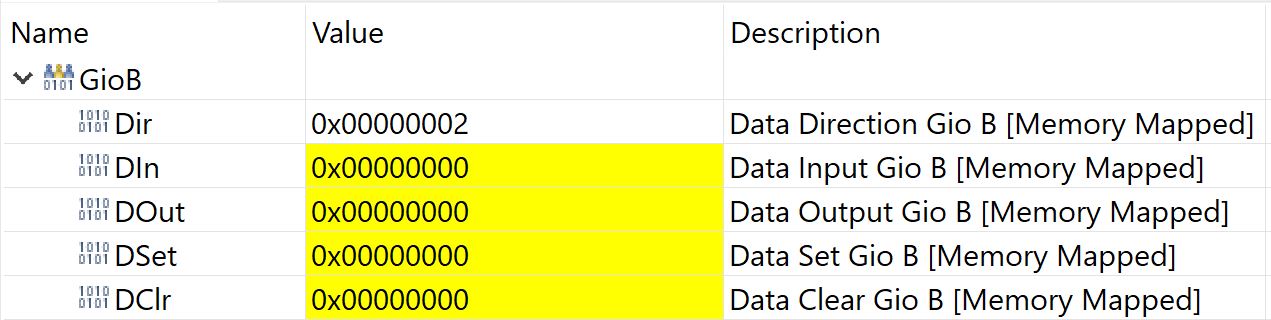 Name Value Description
GioB
Dir 0x00000002 Data Direction Gio B [Memory Mapped]
DIn 0x00000000 Data Input Gio B [Memory Mapped]
DOut 0x00000000 Data Output Gio B [Memory Mapped]
DSet 0x00000000 Data Set Gio B [Memory Mapped]
DClr 0x00000000 Data Clear Gio B [Memory Mapped]